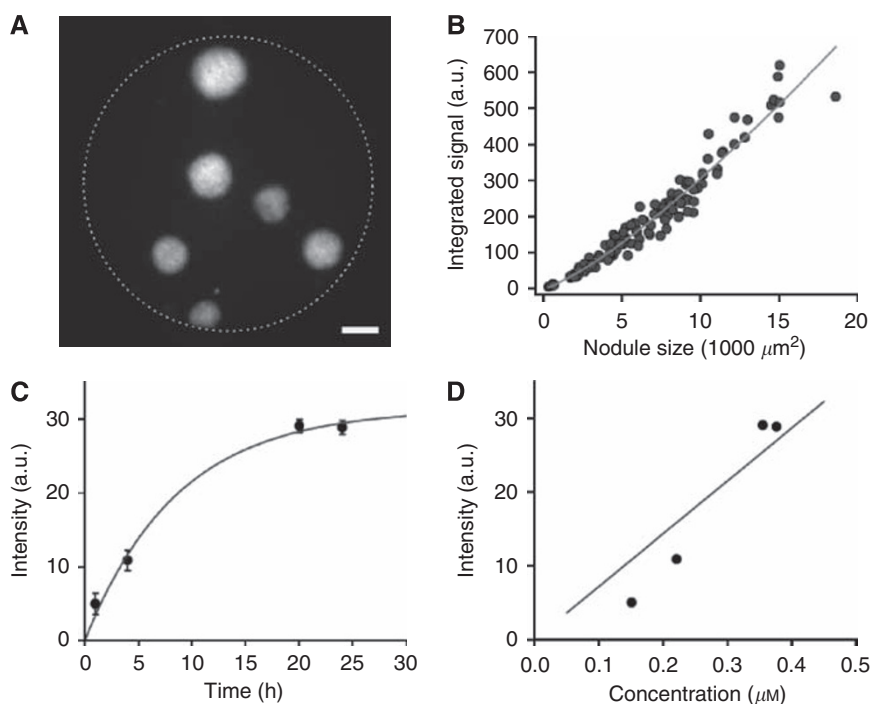 A
B
700
600
500
400
300
200
100
0
Integrated signal (a.u.)
0 5 10 15 20
Nodule size (1000 μm²)
C
30
20
10
0
Intensity (a.u.)
0 5 10 15 20 25 30
Time (h)
D
30
20
10
0
Intensity (a.u.)
0.0 0.1 0.2 0.3 0.4 0.5
Concentration (μM)